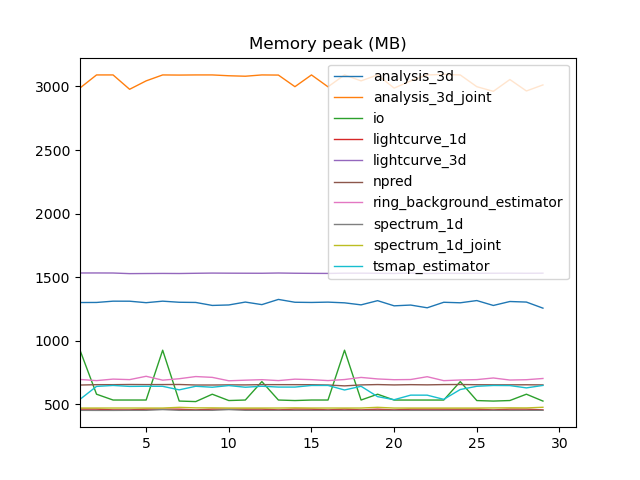 Memory peak (MB)
3000
2500
2000
1500
1000
500
5
10
15
20
25
30
analysis_3d
analysis_3d_joint
io
lightcurve_1d
lightcurve_3d
npred
ring_background_estimator
spectrum_1d
spectrum_1d_joint
tsmap_estimator